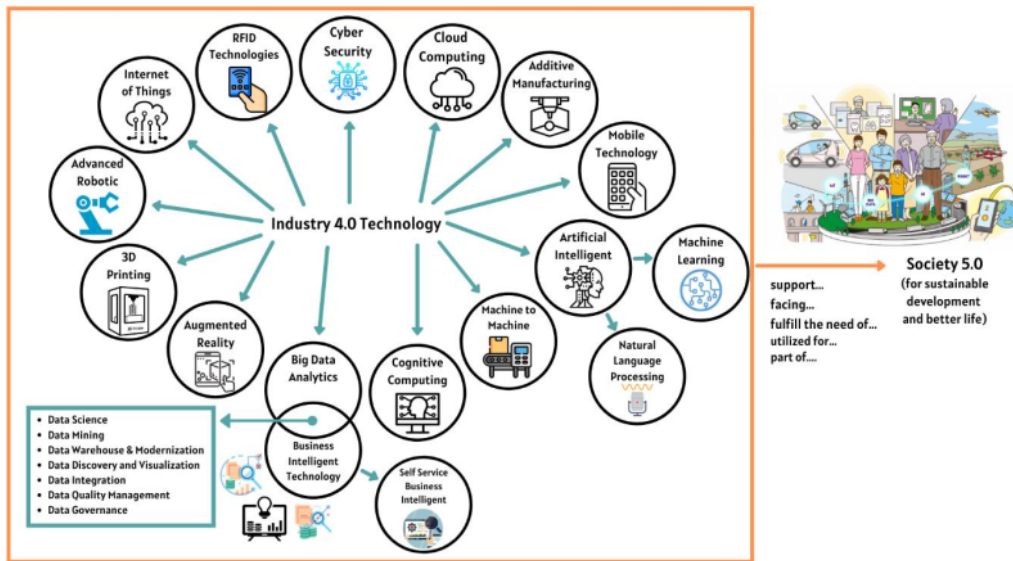 RFID
Technologies
Cyber
Security
Cloud
Computing
Additive
Manufacturing
Internet
of Things
Mobile
Technology
Advanced
Robotic
Industry 4.0 Technology
3D
Printing
Artificial
Intelligent
Machine
Learning
Augmented
Reality
Big Data
Analytics
Cognitive
Computing
Machine to
Machine
Natural
Language
Processing
Business
Intelligent
Technology
Self Service
Business
Intelligent
• Data Science
• Data Mining
• Data Warehouse & Modernization
• Data Discovery and Visualization
• Data Integration
• Data Quality Management
• Data Governance
support...
facing...
fulfill the need of...
utilized for...
part of....
Society 5.0
(for sustainable
development
and better life)